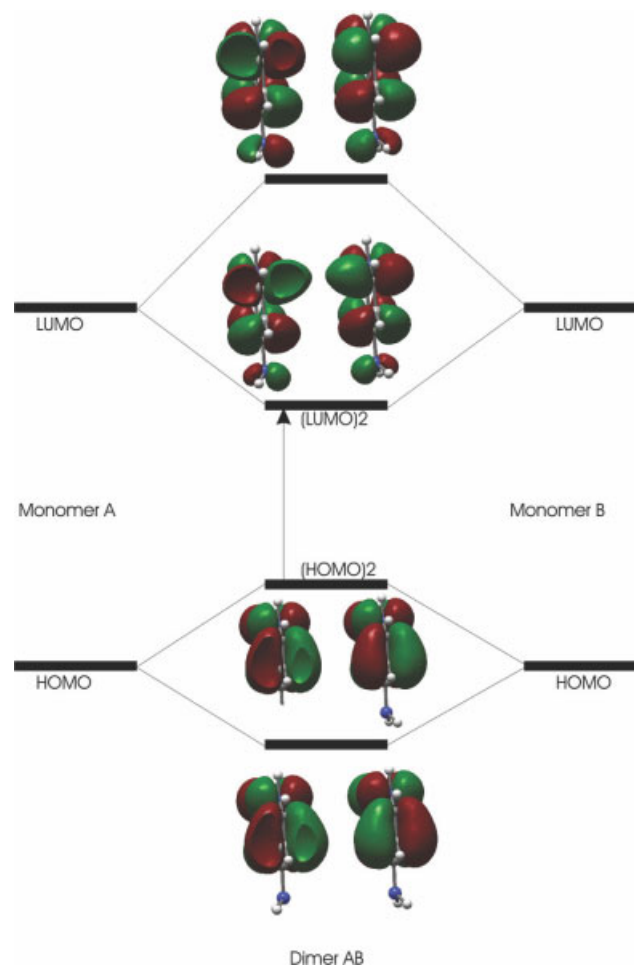 LUMO
LUMO
(LUMO)2
Monomer A
Monomer B
(HOMO)2
HOMO
HOMO
Dimer AB